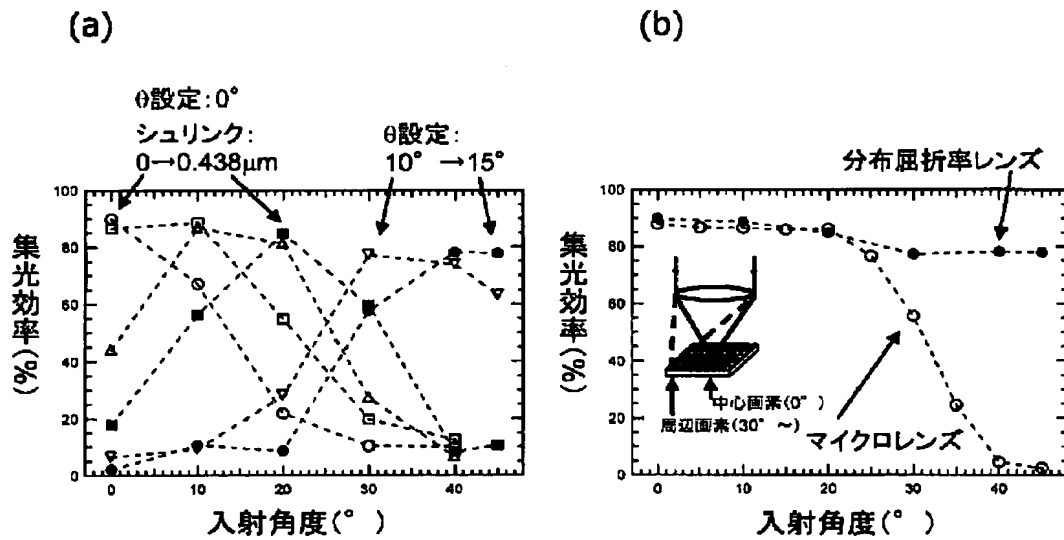 (a)
θ設定:0°
シュリンク:
0→0.438μm
θ設定:
10° →15°
100
80
60
40
20
0
集光効率(%)
0
10
20
30
40
入射角度(°)
(b)
分布屈折率レンズ
100
80
60
40
20
0
集光効率(%)
中心画素(0°)
周辺画素(30°~)
マイクロレンズ
0
10
20
30
40
入射角度(°)